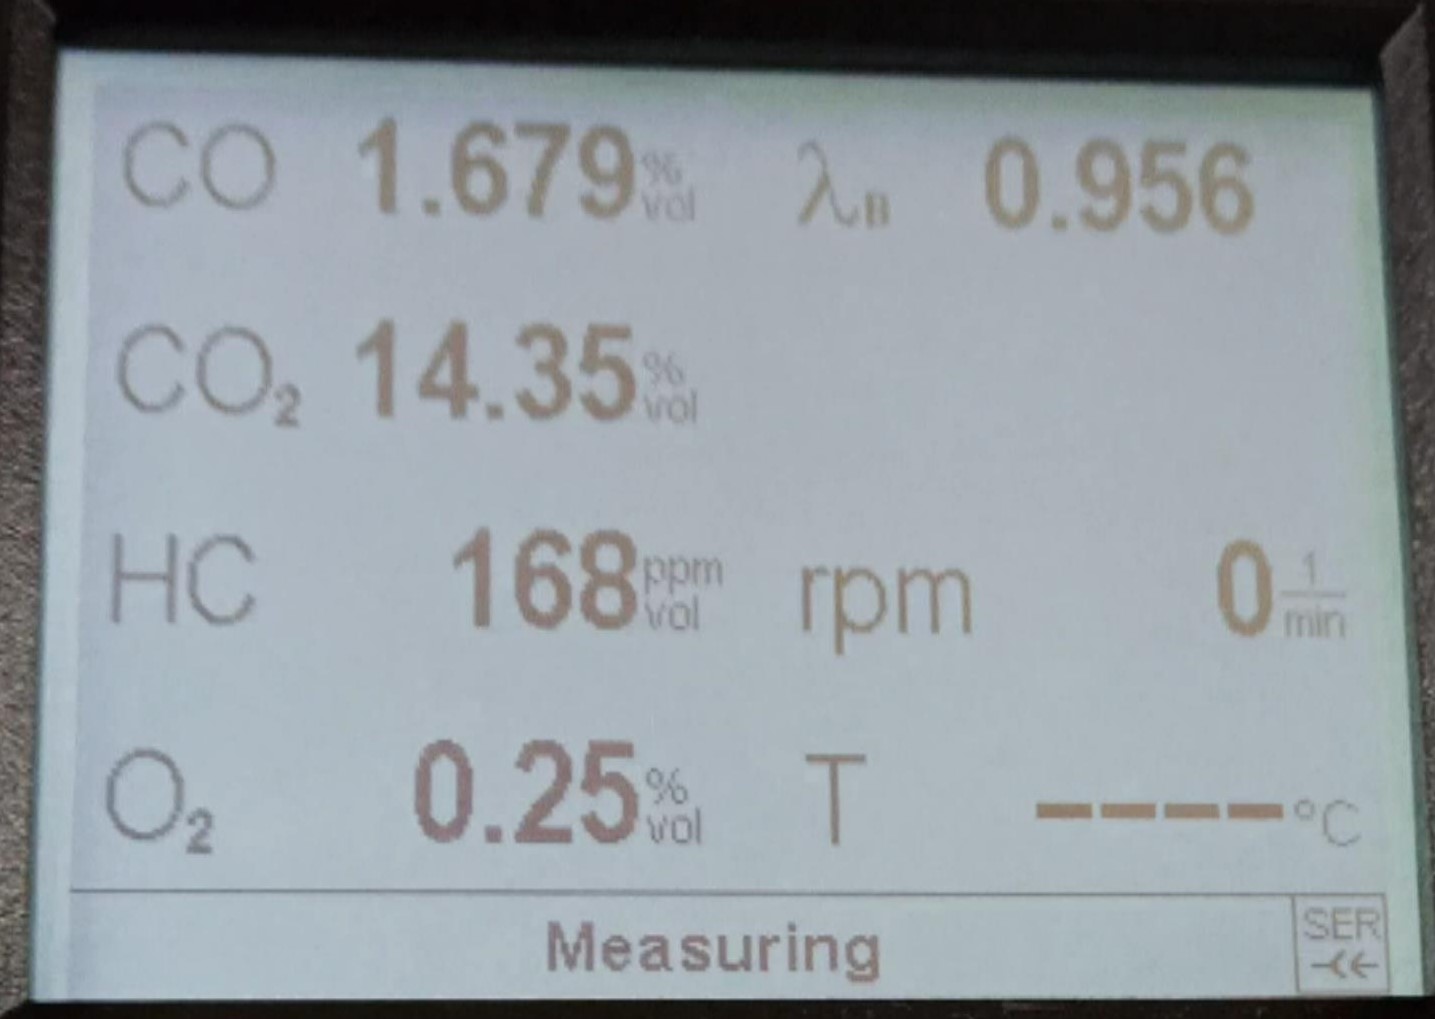 CO 1.679 % vol λn 0.956
CO2 14.35 % vol
HC 168 ppm vol rpm 0 1/min
O2 0.25 % vol T ---- °C
Measuring SER